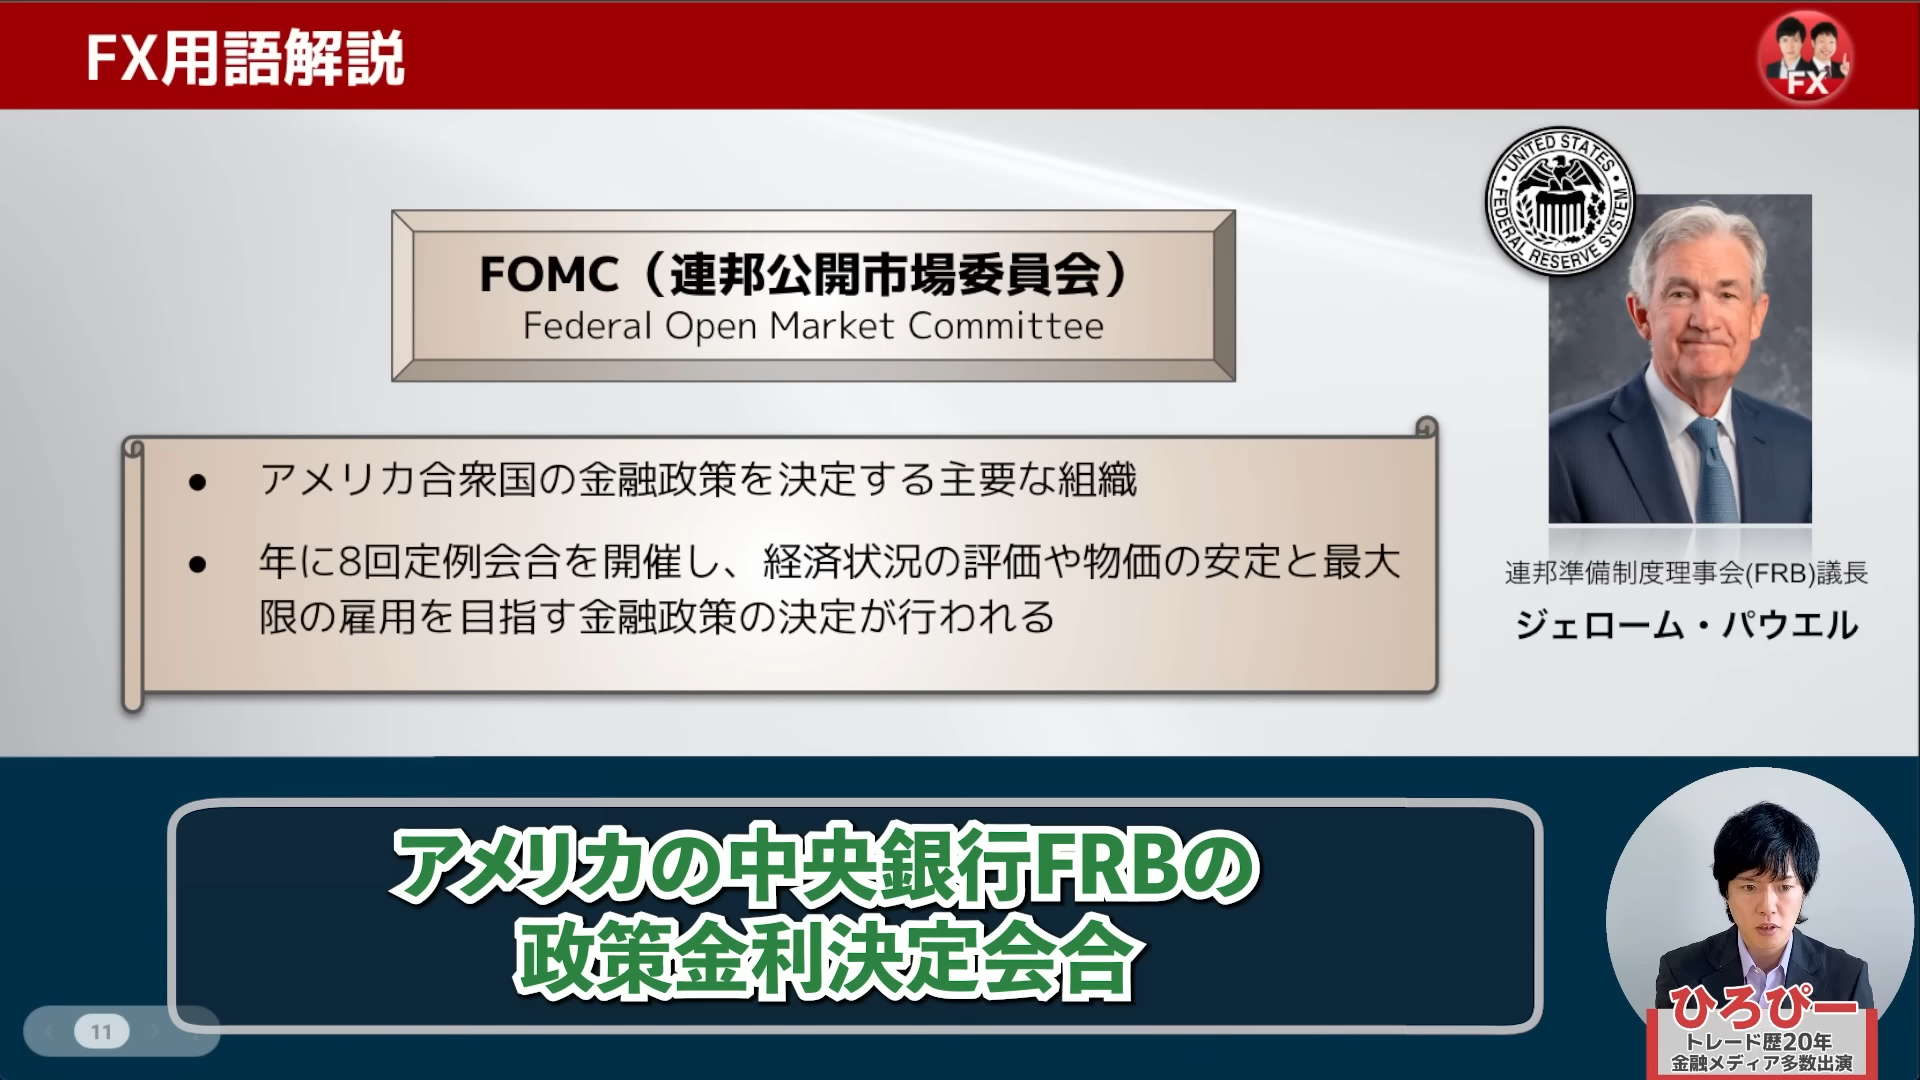 FX用語解説
FX
UNITED STATES
FEDERAL RESERVE SYSTEM
FOMC（連邦公開市場委員会）
Federal Open Market Committee
● アメリカ合衆国の金融政策を決定する主要な組織
● 年に8回定例会合を開催し、経済状況の評価や物価の安定と最大
限の雇用を目指す金融政策の決定が行われる
連邦準備制度理事会(FRB)議長
ジェローム・パウエル
アメリカの中央銀行FRBの
政策金利決定会合
11
ひろぴー
トレード歴20年
金融メディア多数出演